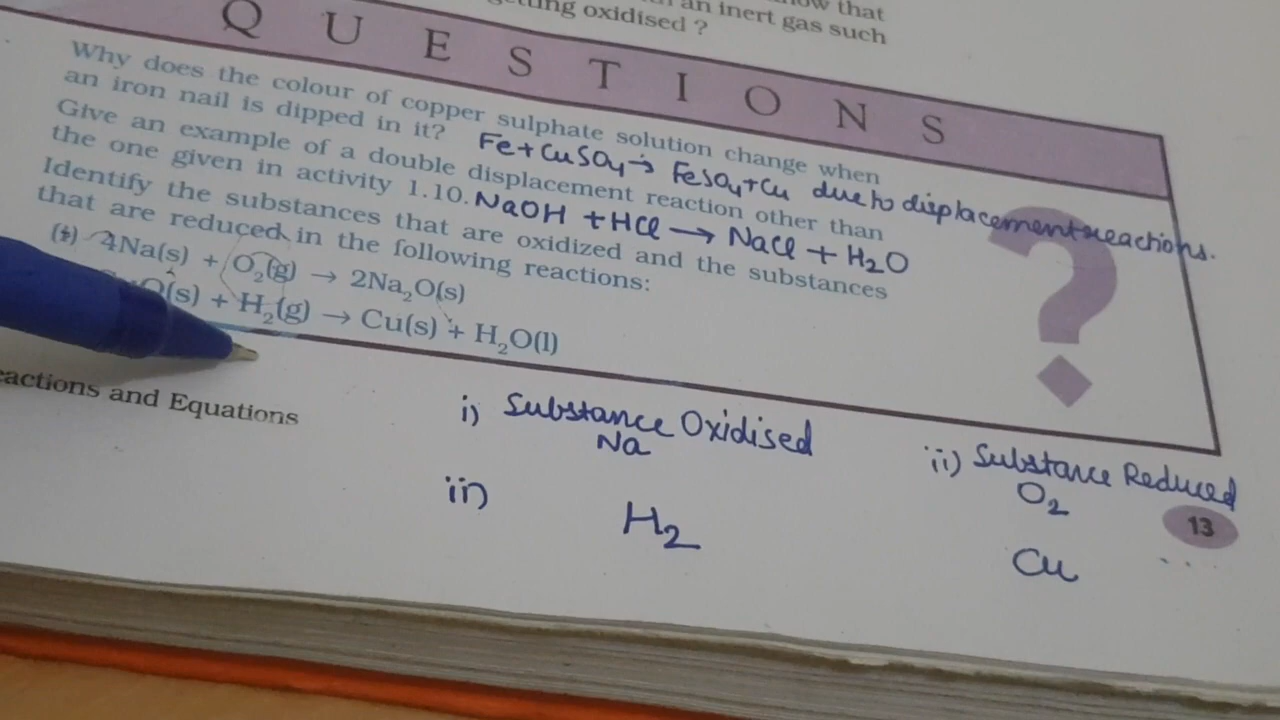 now that
an inert gas such
getting oxidised ?
QUESTIONS
Why does the colour of copper sulphate solution change when
an iron nail is dipped in it? Fe+CuSO4→ FeSO4+Cu due to displacement reactions.
Give an example of a double displacement reaction other than
the one given in activity 1.10. NaOH + HCl → NaCl + H2O
Identify the substances that are oxidized and the substances
that are reduced in the following reactions:
(i) 4Na(s) + O2(g) → 2Na2O(s)
O(s) + H2(g) → Cu(s) + H2O(l)
and Equations
i) Substance Oxidised ii) Substance Reduced
Na O2
ii) H2 Cu
13